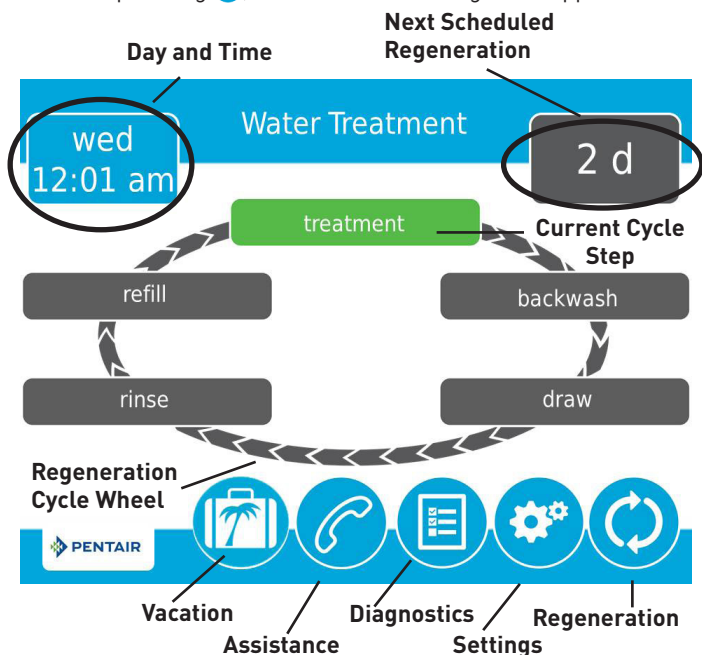 Next Scheduled
Regeneration
Day and Time
Water Treatment
wed
12:01 am
2 d
treatment
Current Cycle
Step
refill
backwash
rinse
draw
Regeneration
Cycle Wheel
PENTAIR
Vacation
Assistance
Diagnostics
Settings
Regeneration